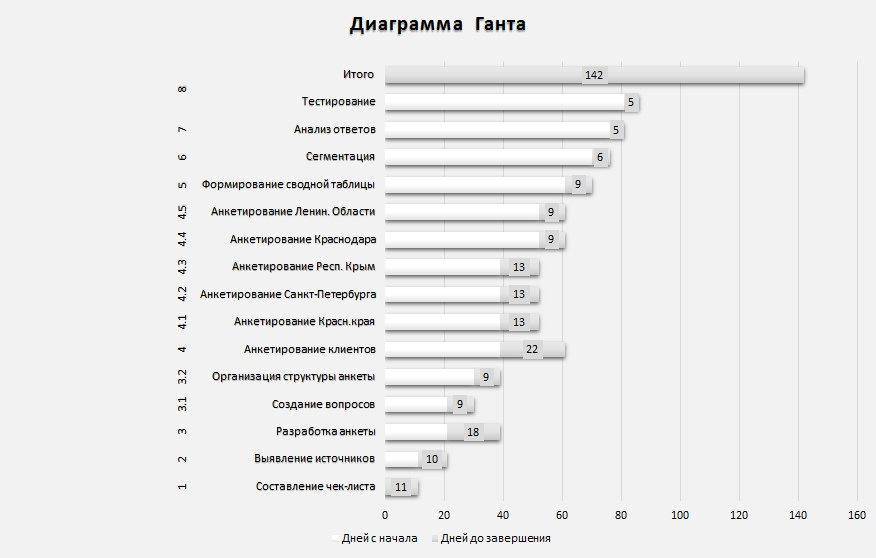 Диаграмма Ганта
Итого 142
8
Тестирование 5
7 Анализ ответов 5
6 Сегментация 6
5 Формирование сводной таблицы 9
4.5 Анкетирование Ленин. Области 9
4.4 Анкетирование Краснодара 9
4.3 Анкетирование Респ. Крым 13
4.2 Анкетирование Санкт-Петербурга 13
4.1 Анкетирование Красн.края 13
4 Анкетирование клиентов 22
3.2 Организация структуры анкеты 9
3.1 Создание вопросов 9
3 Разработка анкеты 18
2 Выявление источников 10
1 Составление чек-листа 11
0 20 40 60 80 100 120 140 160
Дней с начала Дней до завершения